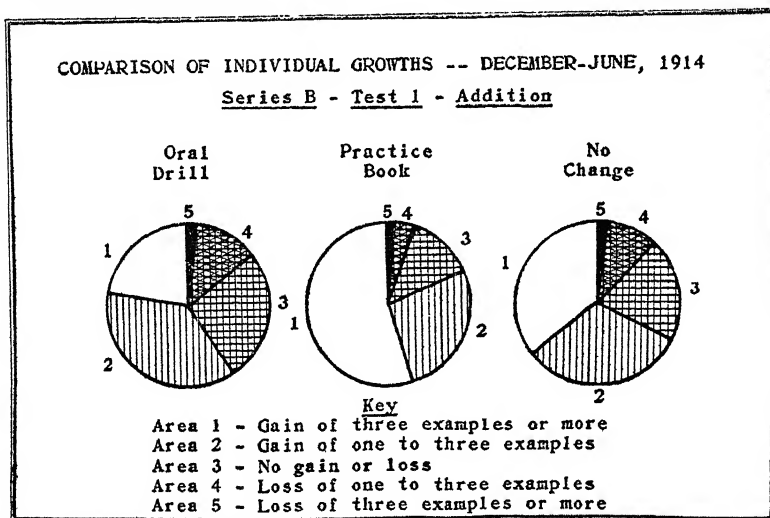 COMPARISON OF INDIVIDUAL GROWTHS -- DECEMBER-JUNE, 1914
Series B - Test 1 - Addition
Oral Drill
Practice Book
No Change
1 5 4 3 2
1 5 4 3 2
1 5 4 3 2
Key
Area 1 - Gain of three examples or more
Area 2 - Gain of one to three examples
Area 3 - No gain or loss
Area 4 - Loss of one to three examples
Area 5 - Loss of three examples or more